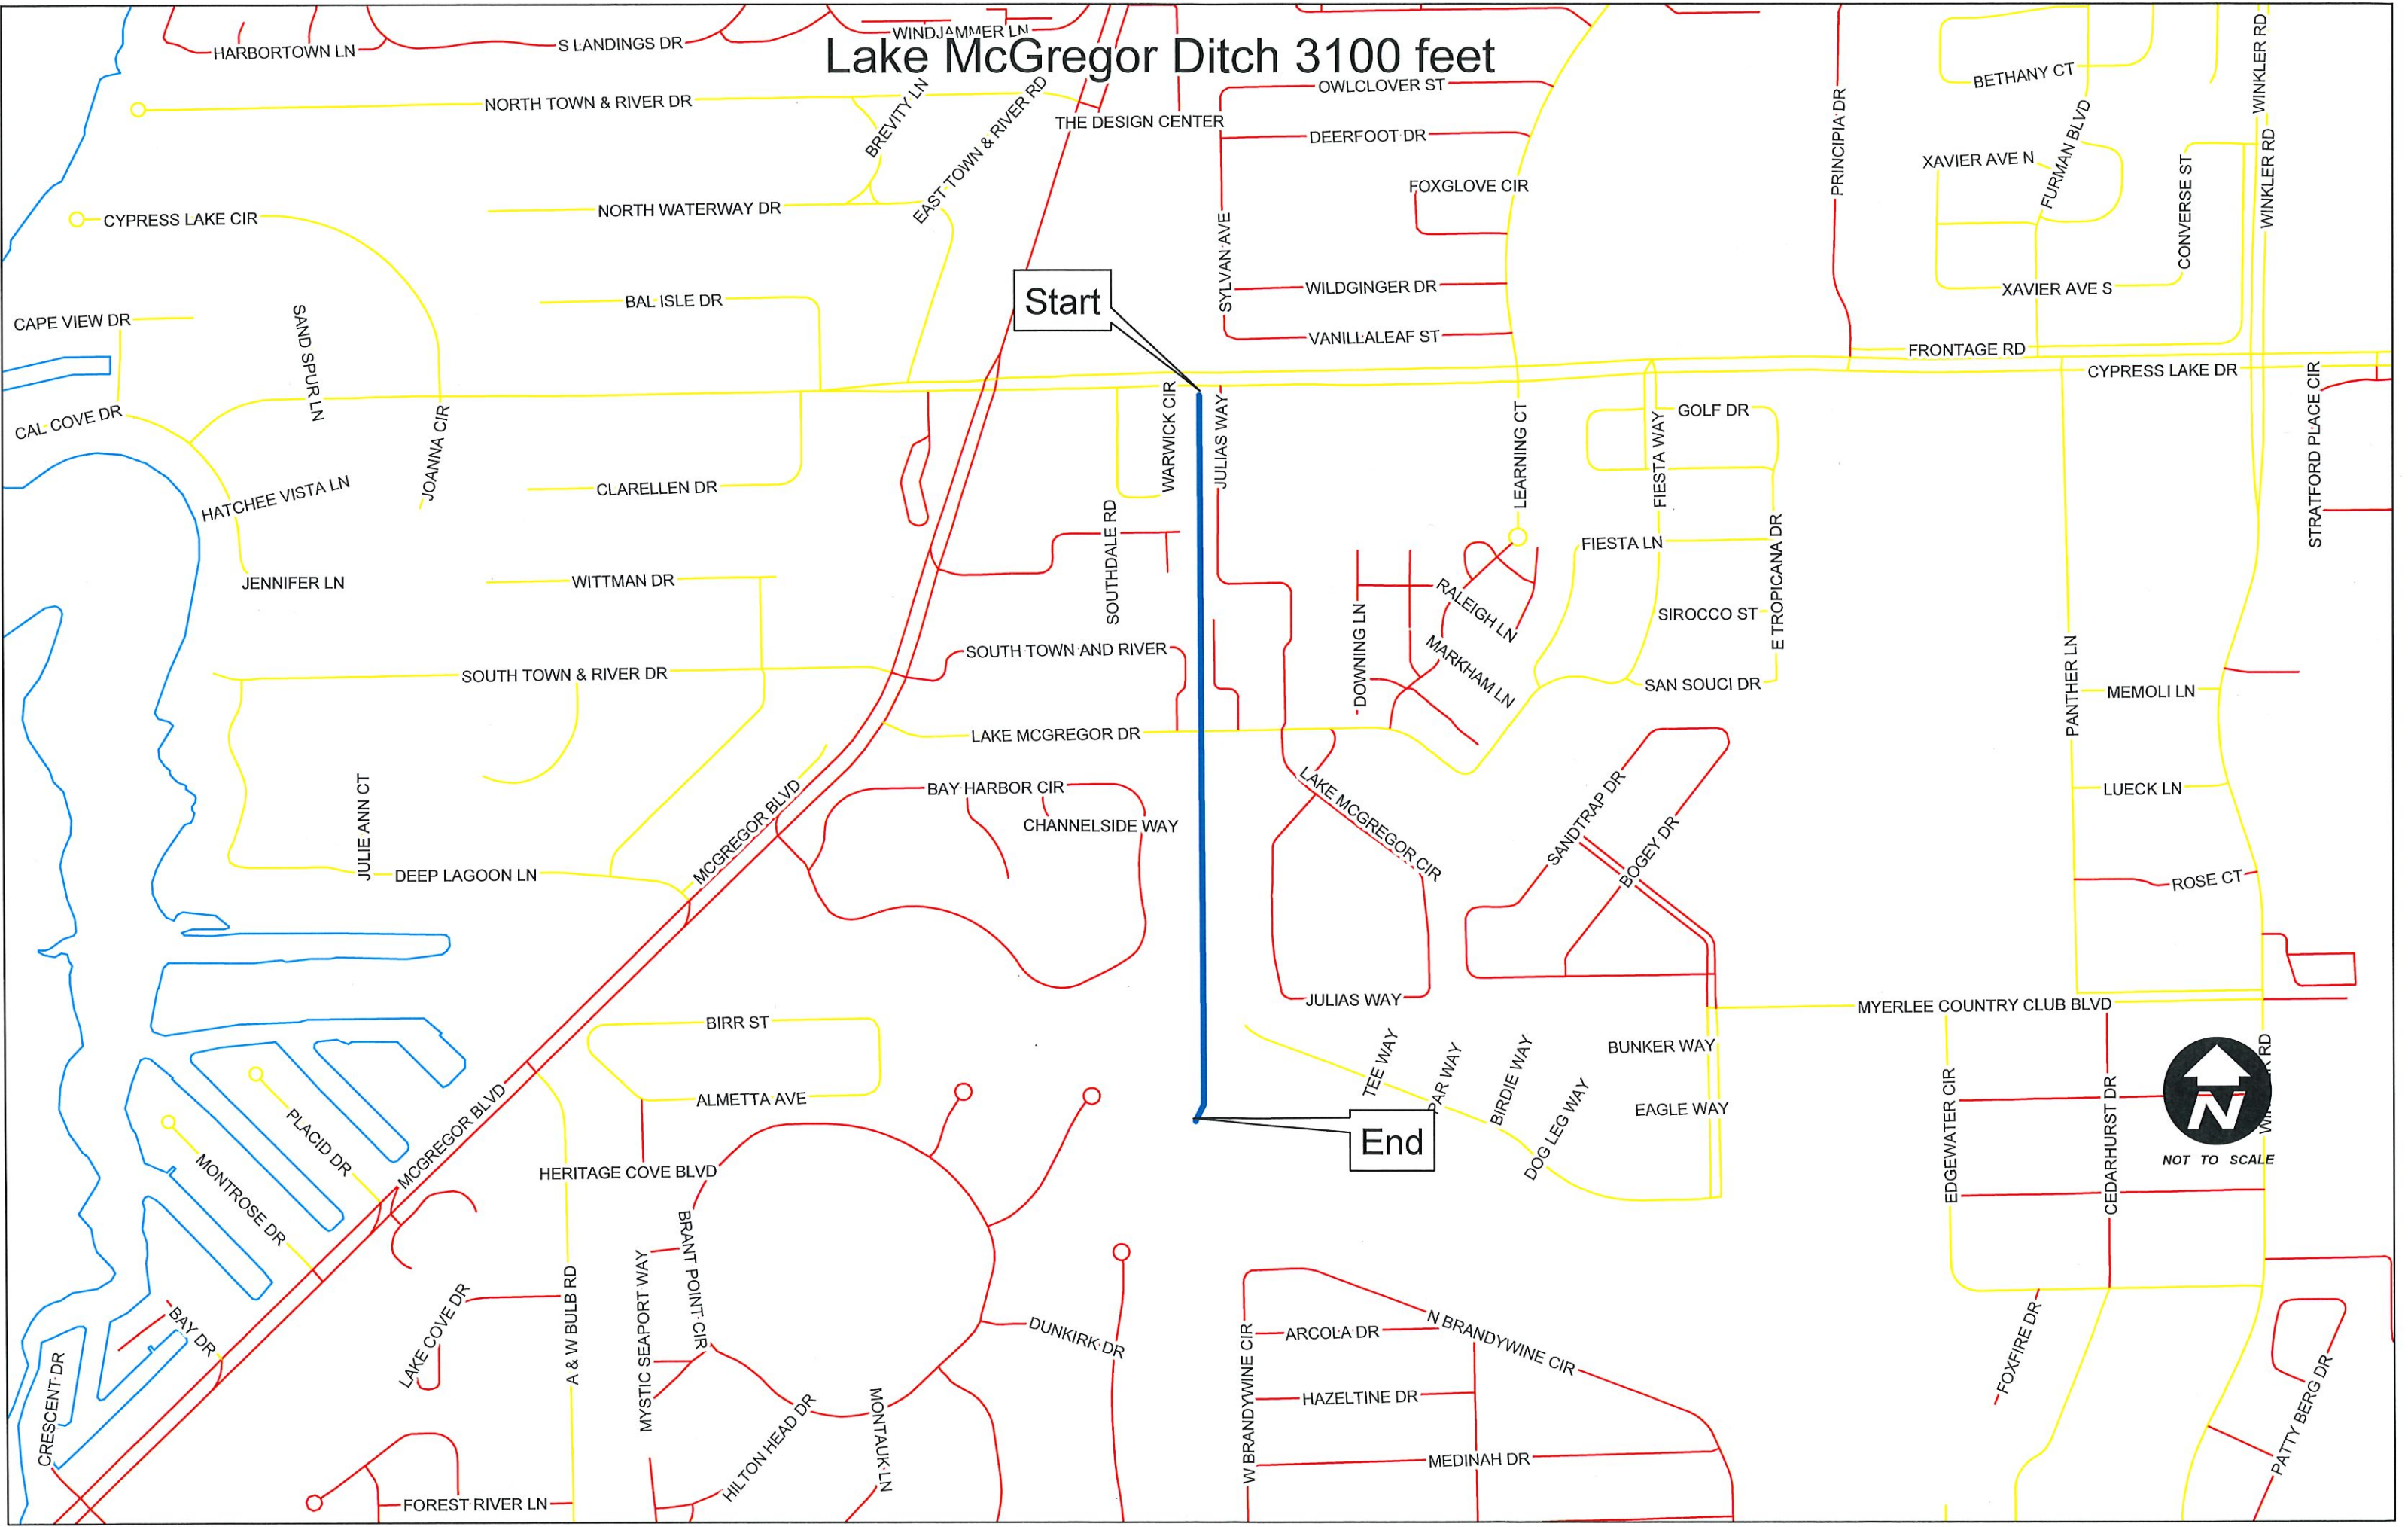 WINDJAMMER LN
HARBORTOWN LN
S LANDINGS DR
Lake McGregor Ditch 3100 feet
WINKLER RD
BETHANY CT
OWLCLOVER ST
NORTH TOWN & RIVER DR
BREVITY LN
EAST TOWN & RIVER RD
THE DESIGN CENTER
DEERFOOT DR
PRINCIPIA DR
FURMAN BLVD
XAVIER AVE N
CONVERSE ST
WINKLER RD
FOXGLOVE CIR
CYPRESS LAKE CIR
NORTH WATERWAY DR
SYLVAN AVE
WILDGINGER DR
XAVIER AVE S
BAL ISLE DR
Start
CAPE VIEW DR
SAND SPUR LN
VANILLALEAF ST
FRONTAGE RD
CYPRESS LAKE DR
STRATFORD PLACE CIR
CAL COVE DR
JOANNA CIR
WARWICK CIR
JULIAS WAY
LEARNING CT
GOLF DR
FIESTA WAY
HATCHEE VISTA LN
CLARELLEN DR
SOUTHDALE RD
FIESTA LN
E TROPICANA DR
JENNIFER LN
WITTMAN DR
RALEIGH LN
DOWNING LN
SIROCCO ST
MARKHAM LN
SOUTH TOWN AND RIVER
SOUTH TOWN & RIVER DR
SAN SOUCI DR
PANTHER LN
MEMOLI LN
LAKE MCGREGOR DR
BAY HARBOR CIR
LUECK LN
JULIE ANN CT
MCGREGOR BLVD
CHANNELSIDE WAY
LAKE MCGREGOR CIR
SANDTRAP DR
BOGEY DR
DEEP LAGOON LN
ROSE CT
JULIAS WAY
MYERLEE COUNTRY CLUB BLVD
BIRR ST
TEE WAY
PAR WAY
BIRDIE WAY
DOG LEG WAY
BUNKER WAY
EAGLE WAY
ALMETTA AVE
End
EDGEWATER CIR
CEDARHURST DR
N
NOT TO SCALE
PLACID DR
MCGREGOR BLVD
MONTROSE DR
HERITAGE COVE BLVD
BRANT POINT CIR
MYSTIC SEAPORT WAY
A & W BULB RD
LAKE COVE DR
BAY DR
CRESCENT DR
DUNKIRK DR
W BRANDYWINE CIR
ARCOLA DR
N BRANDYWINE CIR
HAZELTINE DR
MEDINAH DR
FOXFIRE DR
PATTY BERG DR
HILTON HEAD DR
MONTAUK LN
FOREST RIVER LN